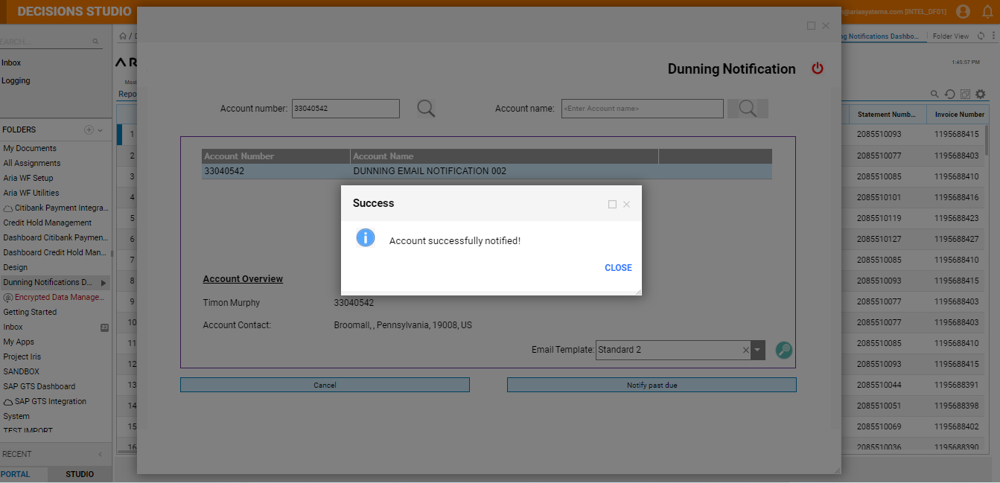 DECISIONS STUDIO
@ariasystems.com [INTEL_DF01]
SEARCH...
Inbox
Logging
FOLDERS
My Documents
All Assignments
Aria WF Setup
Aria WF Utilities
Citibank Payment Integra...
Credit Hold Management
Dashboard Citibank Paymen...
Dashboard Credit Hold Man...
Design
Dunning Notifications D...
Encrypted Data Manage...
Getting Started
Inbox
27
My Apps
Project Iris
SANDBOX
SAP GTS Dashboard
SAP GTS Integration
System
TEST IMPORT
RECENT
PORTAL
STUDIO
/ D
AR
Mast
Repo
1
2
3
4
5
6
7
8
9
10
11
12
13
14
15
16
Dunning Notification
Account number:
33040542
Account name:
<Enter Account name>
Account Number
Account Name
33040542
DUNNING EMAIL NOTIFICATION 002
Success
Account successfully notified!
CLOSE
Account Overview
Timon Murphy
33040542
Account Contact:
Broomall, , Pennsylvania, 19008, US
Email Template:
Standard 2
Cancel
Notify past due
ng Notifications Dashbo...
Folder View
1:45:57 PM
Statement Numb...
Invoice Number
2085510093 1195688415
2085510077 1195688403
2085510085 1195688410
2085510101 1195688416
2085510119 1195688423
2085510127 1195688427
2085510085 1195688410
2085510093 1195688415
2085510077 1195688403
2085510077 1195688403
2085510085 1195688410
2085510093 1195688415
2085510044 1195688391
2085510051 1195688398
2085510069 1195688402
2085510036 1195688390